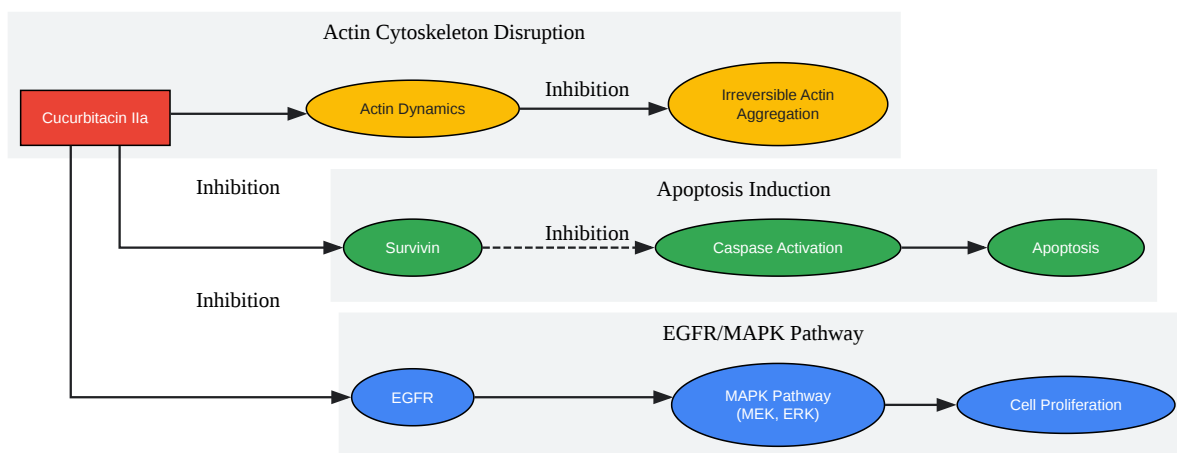 Actin Cytoskeleton Disruption
Cucurbitacin IIa
Actin Dynamics
Inhibition
Irreversible Actin
Aggregation
Inhibition
Apoptosis Induction
Survivin
Inhibition
Caspase Activation
Apoptosis
Inhibition
EGFR/MAPK Pathway
EGFR
MAPK Pathway
(MEK, ERK)
Cell Proliferation